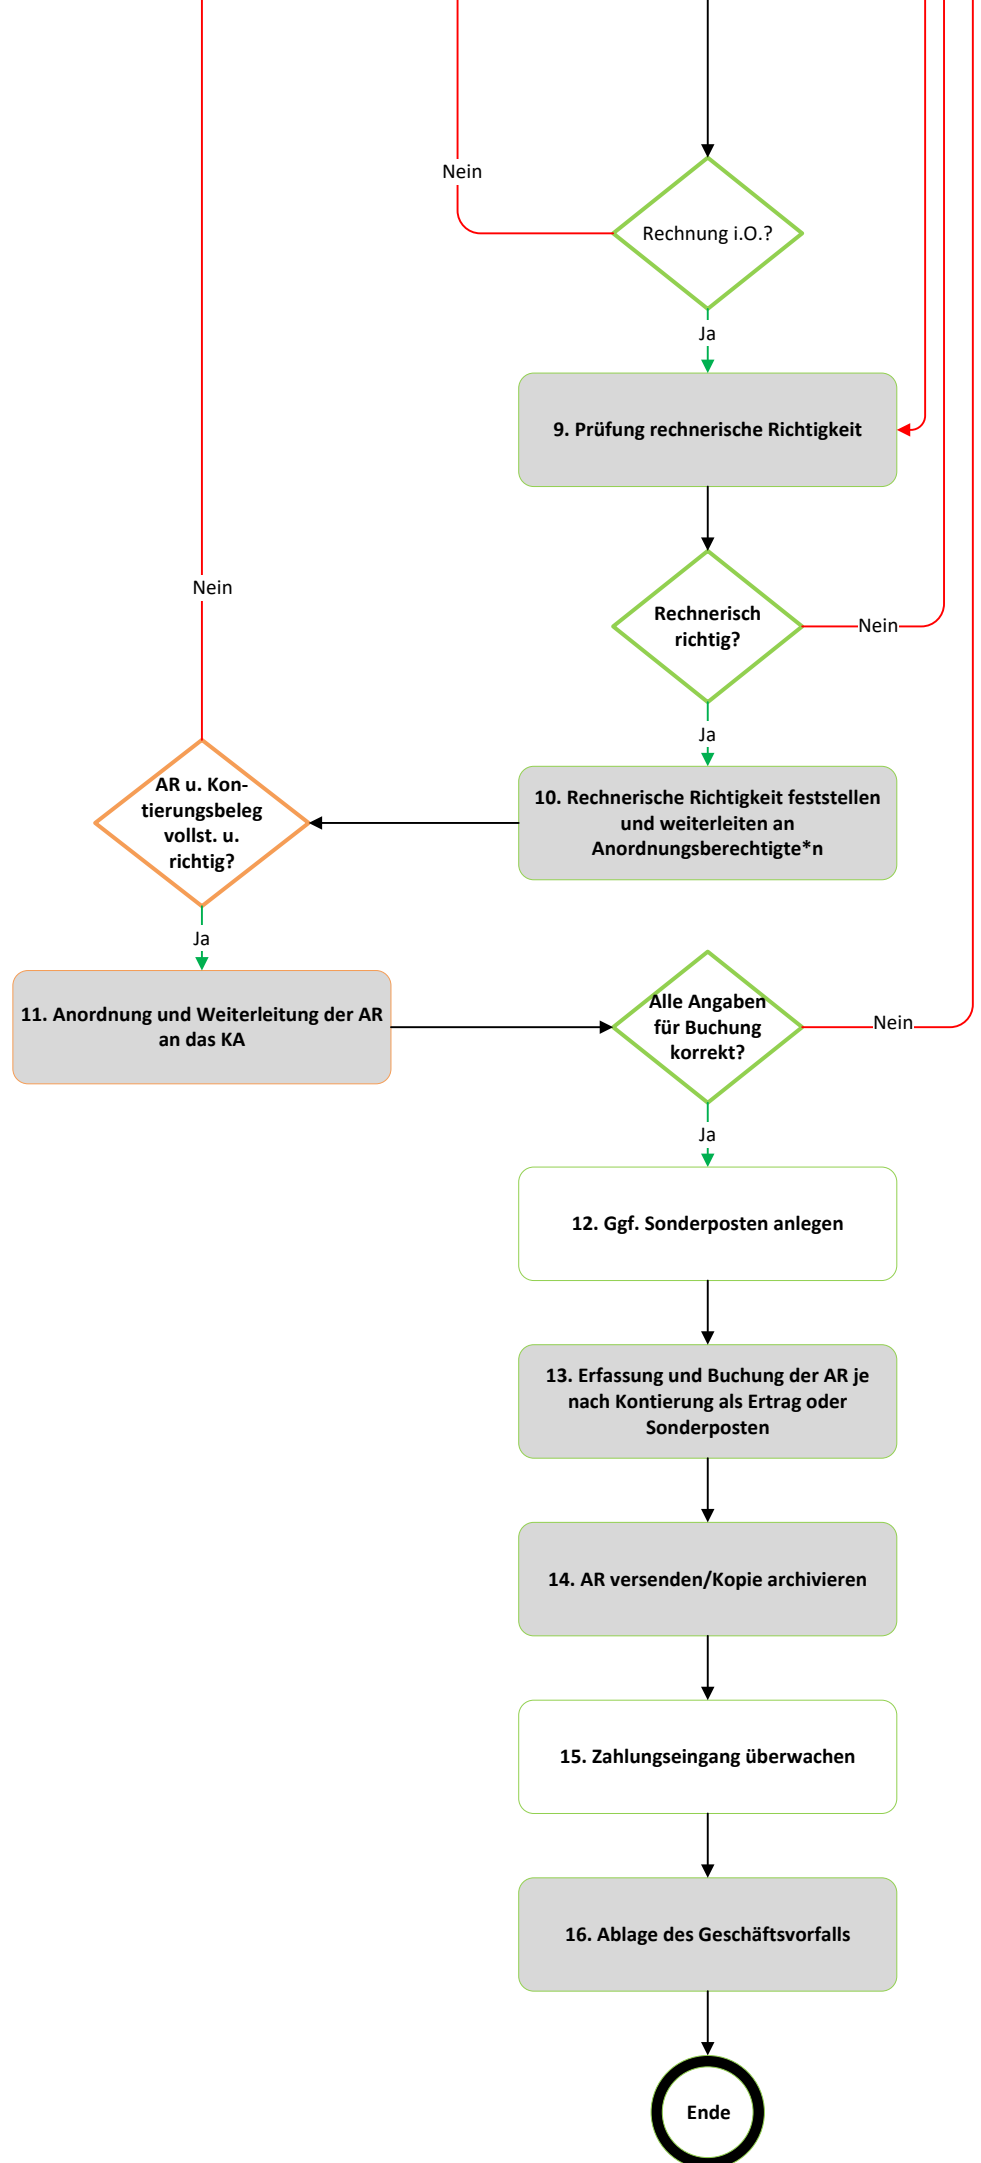 Nein
Rechnung i.O.?
Ja
9. Prüfung rechnerische Richtigkeit
Nein
Rechnerisch
richtig?
Nein
Ja
10. Rechnerische Richtigkeit feststellen
und weiterleiten an
Anordnungsberechtigte*n
AR u. Kon-
tierungsbeleg
vollst. u.
richtig?
Ja
11. Anordnung und Weiterleitung der AR
an das KA
Alle Angaben
für Buchung
korrekt?
Nein
Ja
12. Ggf. Sonderposten anlegen
13. Erfassung und Buchung der AR je
nach Kontierung als Ertrag oder
Sonderposten
14. AR versenden/Kopie archivieren
15. Zahlungseingang überwachen
16. Ablage des Geschäftsvorfalls
Ende